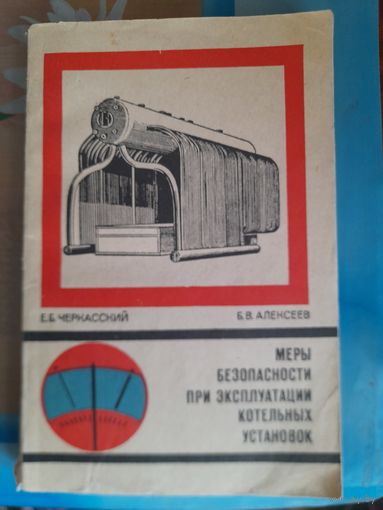 Е.Б. ЧЕРКАССКИЙ Б.В. АЛЕКСЕЕВ
МЕРЫ
БЕЗОПАСНОСТИ
ПРИ ЭКСПЛУАТАЦИИ
КОТЕЛЬНЫХ
УСТАНОВОК